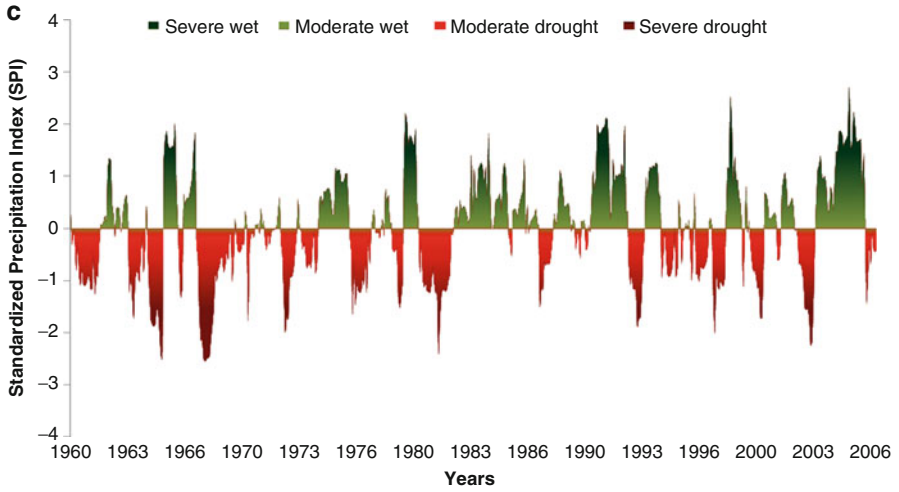 c
Severe wet Moderate wet Moderate drought Severe drought
Standardized Precipitation Index (SPI)
4
3
2
1
0
–1
–2
–3
–4
1960 1963 1966 1970 1973 1976 1980 1983 1986 1990 1993 1996 2000 2003 2006
Years